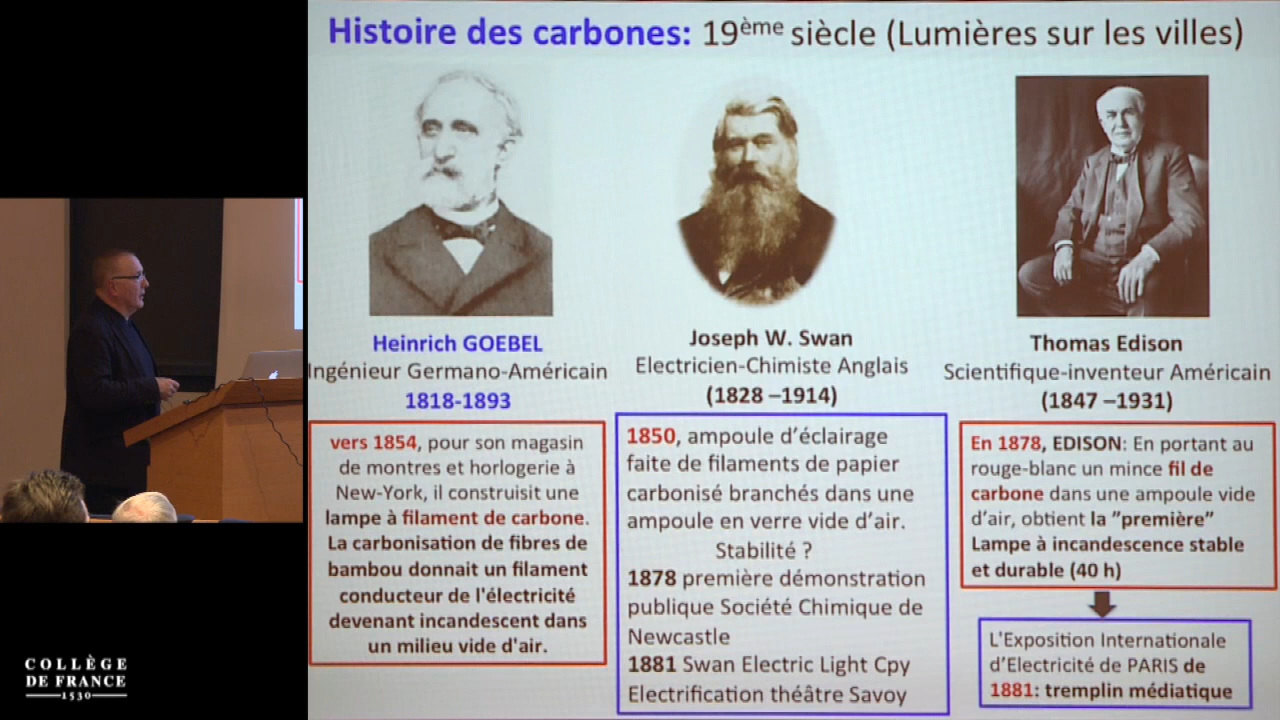 Histoire des carbones: 19ème siècle (Lumières sur les villes)
Heinrich GOEBEL
Ingénieur Germano-Américain
1818-1893
vers 1854, pour son magasin
de montres et horlogerie à
New-York, il construisit une
lampe à filament de carbone.
La carbonisation de fibres de
bambou donnait un filament
conducteur de l'électricité
devenant incandescent dans
un milieu vide d'air.
Joseph W. Swan
Electricien-Chimiste Anglais
(1828 –1914)
1850, ampoule d'éclairage
faite de filaments de papier
carbonisé branchés dans une
ampoule en verre vide d'air.
Stabilité ?
1878 première démonstration
publique Société Chimique de
Newcastle
1881 Swan Electric Light Cpy
Electrification théâtre Savoy
Thomas Edison
Scientifique-inventeur Américain
(1847 –1931)
En 1878, EDISON: En portant au
rouge-blanc un mince fil de
carbone dans une ampoule vide
d'air, obtient la "première"
Lampe à incandescence stable
et durable (40 h)
L'Exposition Internationale
d'Electricité de PARIS de
1881: tremplin médiatique
COLLÈGE
DE FRANCE
1530